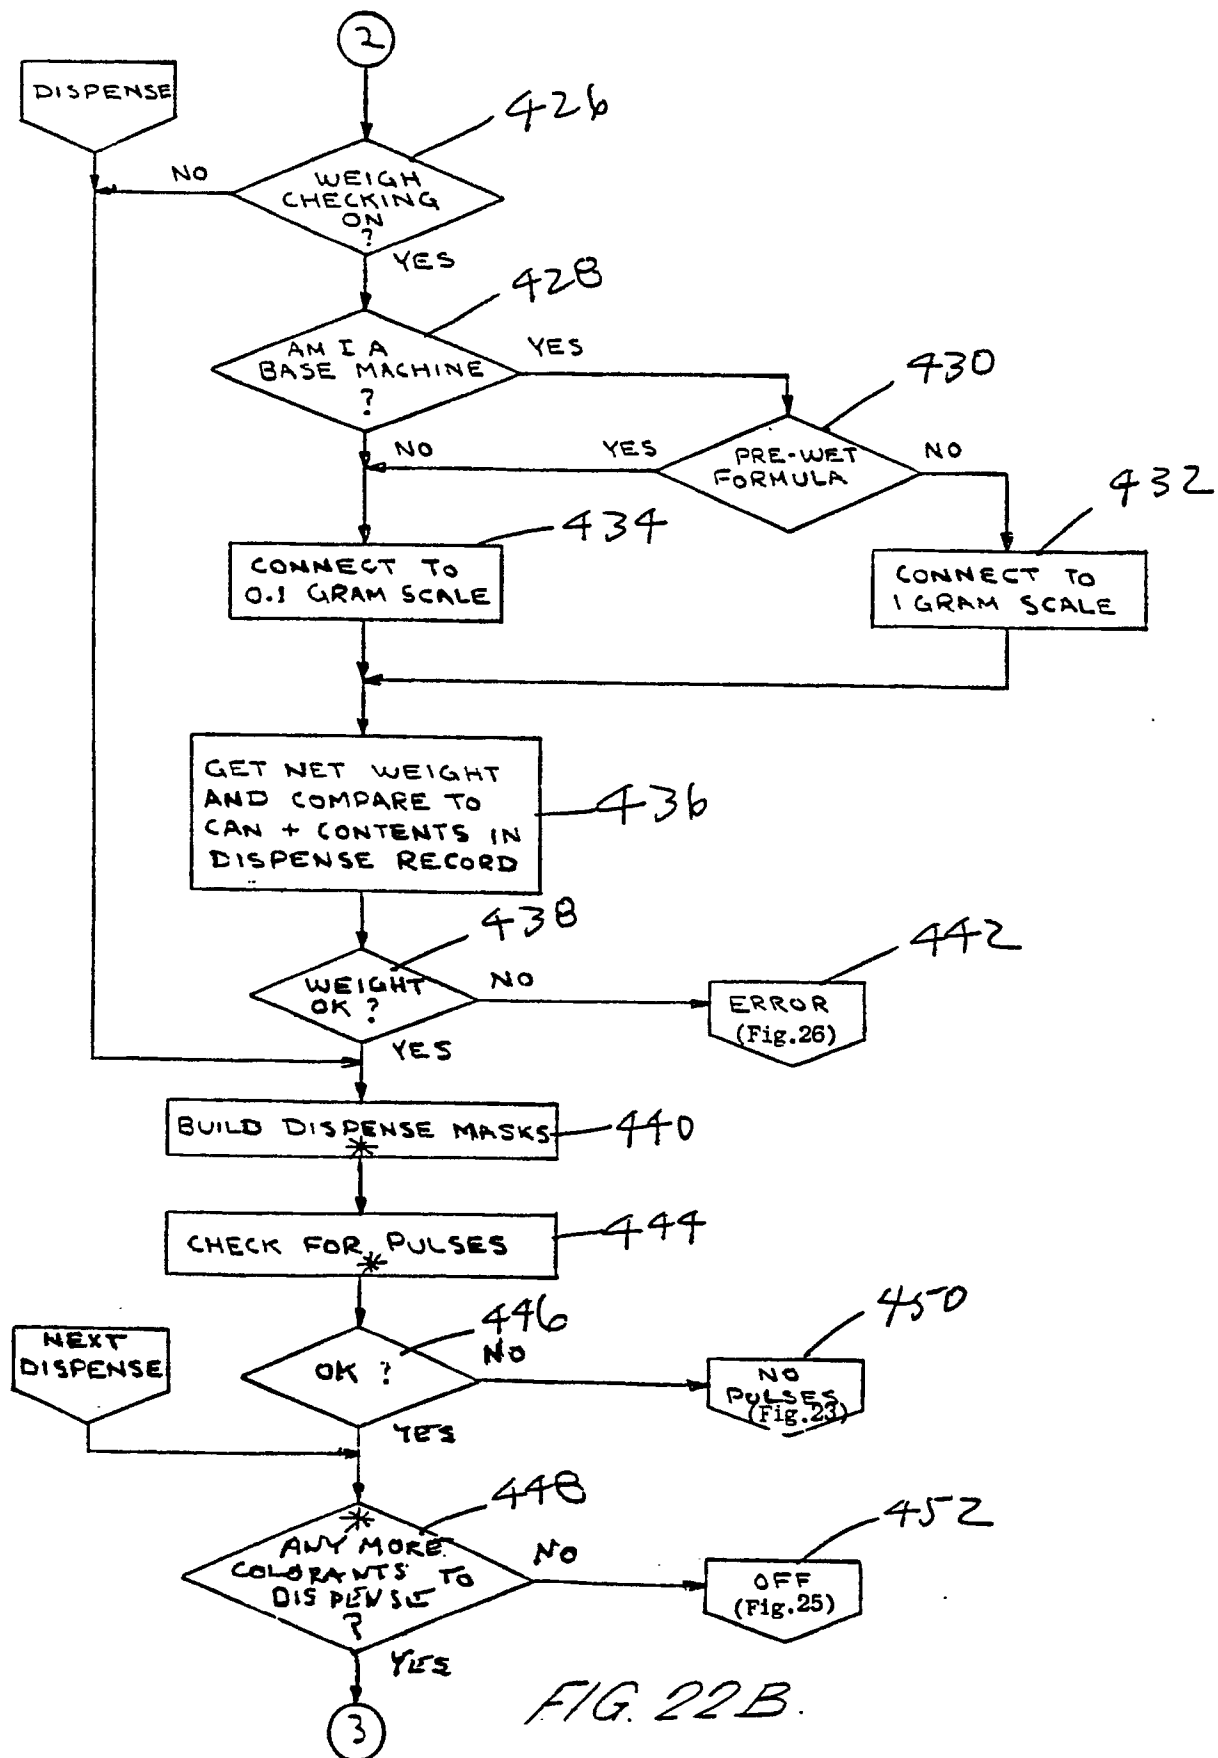 2
DISPENSE
426
NO
WEIGH
CHECKING
ON
?
YES
428
AM I A
BASE MACHINE
?
YES
430
NO
YES
PRE-WET
FORMULA
NO
432
434
CONNECT TO
0.1 GRAM SCALE
CONNECT TO
1 GRAM SCALE
GET NET WEIGHT
AND COMPARE TO
CAN + CONTENTS IN
DISPENSE RECORD
436
438
WEIGHT
OK ?
NO
442
ERROR
(Fig.26)
YES
BUILD DISPENSE MASKS
*
440
CHECK FOR PULSES
*
444
446
NEXT
DISPENSE
OK ?
NO
450
NO
PULSES
(Fig.23)
YES
448
*
ANY MORE
COLORANTS TO
DISPENSE
?
NO
452
OFF
(Fig.25)
YES
3
FIG. 22B.